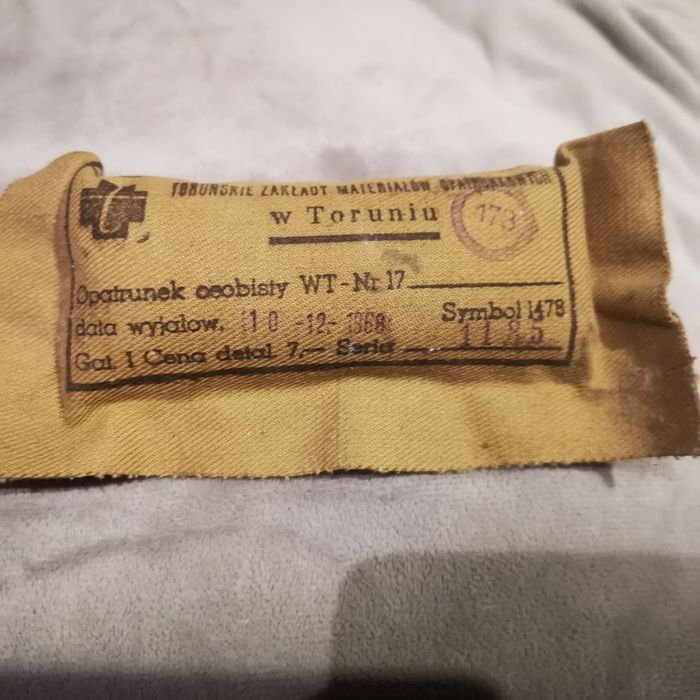 TORUŃSKIE ZAKŁADY MATERIAŁÓW OPATRUNKOWYCH
w Toruniu
173
Opatrunek osobisty WT-Nr 17
data wyjałow. 10 -12- 1968 Symbol 1478
Gat. I Cena detal. 7,— Seria 1185